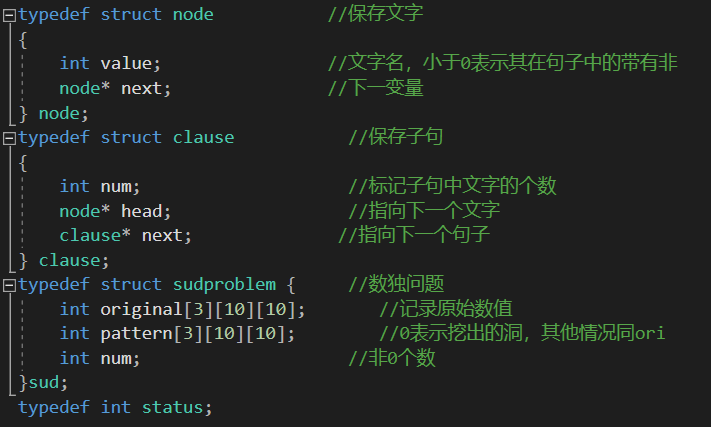 typedef struct node //保存文字
{
int value; //文字名，小于0表示其在句子中的带有非
node* next; //下一变量
} node;
typedef struct clause //保存子句
{
int num; //标记子句中文字的个数
node* head; //指向下一个文字
clause* next; //指向下一个句子
} clause;
typedef struct sudproblem { //数独问题
int original[3][10][10]; //记录原始数值
int pattern[3][10][10]; //0表示挖出的洞，其他情况同ori
int num; //非0个数
}sud;
typedef int status;